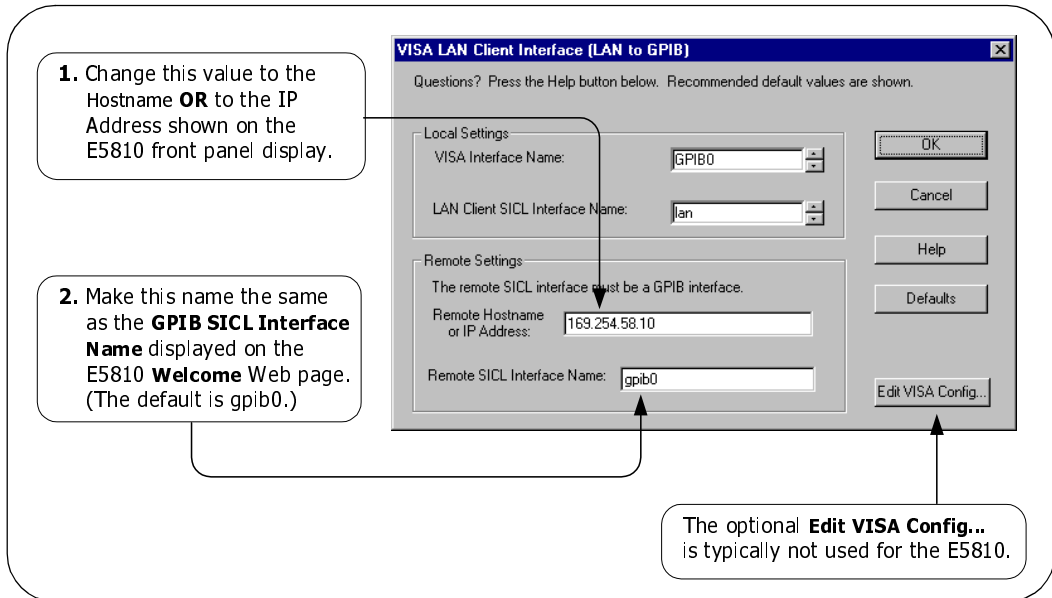 VISA LAN Client Interface (LAN to GPIB)
Questions? Press the Help button below. Recommended default values are shown.
1. Change this value to the
Hostname OR to the IP
Address shown on the
E5810 front panel display.
Local Settings
VISA Interface Name:
GPIB0
LAN Client SICL Interface Name:
lan
OK
Cancel
Help
Defaults
2. Make this name the same
as the GPIB SICL Interface
Name displayed on the
E5810 Welcome Web page.
(The default is gpib0.)
Remote Settings
The remote SICL interface must be a GPIB interface.
Remote Hostname
or IP Address:
169.254.58.10
Remote SICL Interface Name:
gpib0
Edit VISA Config...
The optional Edit VISA Config...
is typically not used for the E5810.